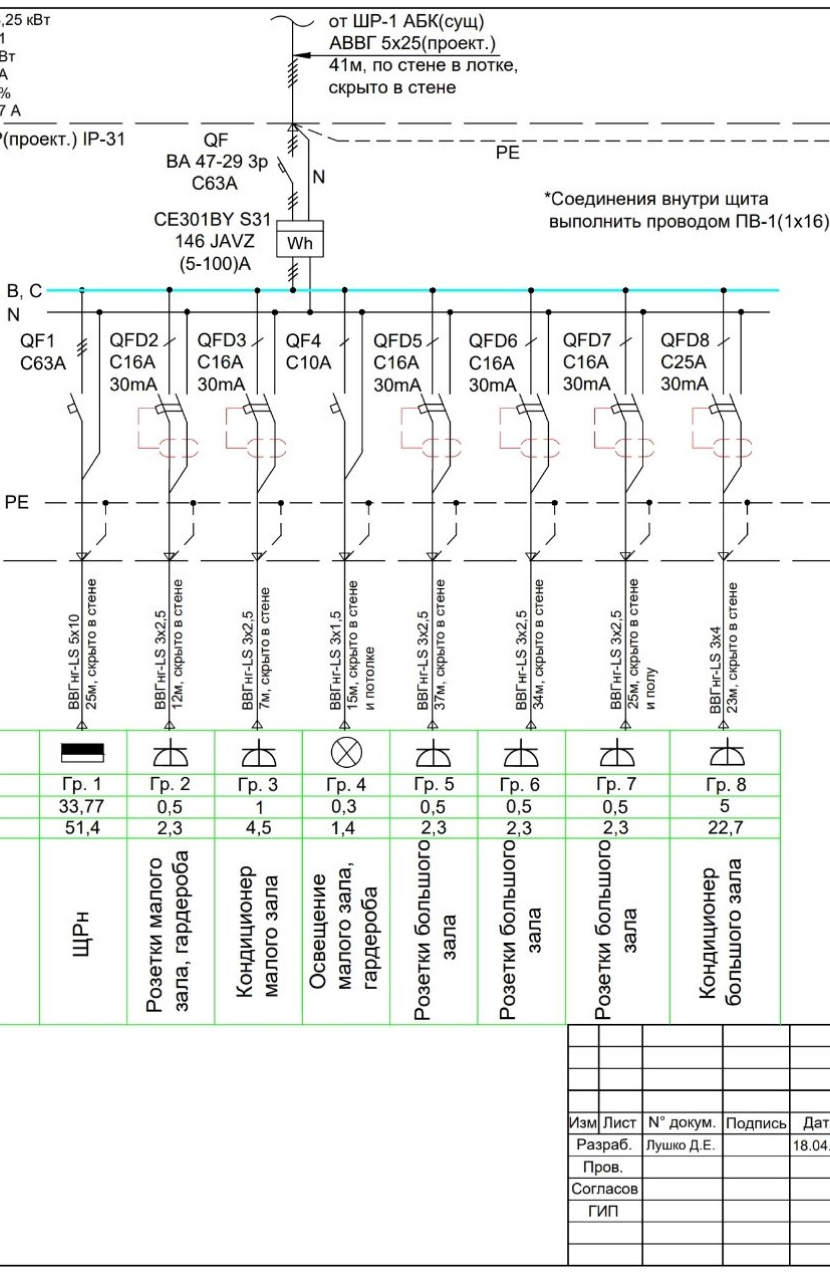 ,25 кВт
1
Вт
А
%
7 А
от ШР-1 АБК(сущ)
АВВГ 5х25(проект.)
41м, по стене в лотке,
скрыто в стене
Р(проект.) IP-31
PE
QF
ВА 47-29 3р
С63А
N
*Соединения внутри щита
выполнить проводом ПВ-1(1х16)
СЕ301BY S31
146 JAVZ
(5-100)А
Wh
В, С
N
QF1
С63А
QFD2
С16А
30mA
QFD3
С16А
30mA
QF4
С10А
QFD5
С16А
30mA
QFD6
С16А
30mA
QFD7
С16А
30mA
QFD8
С25А
30mA
PE
ВВГнг-LS 5х10
25м, скрыто в стене
ВВГнг-LS 3х2,5
12м, скрыто в стене
ВВГнг-LS 3х2,5
7м, скрыто в стене
ВВГнг-LS 3х1,5
15м, скрыто в стене
и потолке
ВВГнг-LS 3х2,5
37м, скрыто в стене
ВВГнг-LS 3х2,5
34м, скрыто в стене
ВВГнг-LS 3х2,5
25м, скрыто в стене
и полу
ВВГнг-LS 3х4
23м, скрыто в стене
Гр. 1 Гр. 2 Гр. 3 Гр. 4 Гр. 5 Гр. 6 Гр. 7 Гр. 8
33,77 0,5 1 0,3 0,5 0,5 0,5 5
51,4 2,3 4,5 1,4 2,3 2,3 2,3 22,7
ЩРн
Розетки малого
зала, гардероба
Кондиционер
малого зала
Освещение
малого зала,
гардероба
Розетки большого
зала
Розетки большого
зала
Розетки большого
зала
Кондиционер
большого зала
Изм Лист N° докум. Подпись Дат
Разраб. Лушко Д.Е. 18.04.
Пров.
Согласов
ГИП